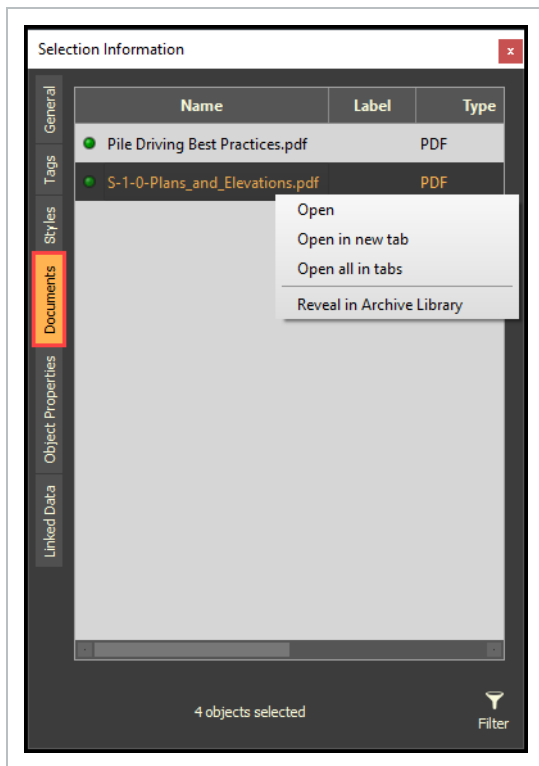 Selection Information
x
General
Tags
Styles
Documents
Object Properties
Linked Data
Name Label Type
Pile Driving Best Practices.pdf PDF
S-1-0-Plans_and_Elevations.pdf PDF
Open
Open in new tab
Open all in tabs
Reveal in Archive Library
4 objects selected
Filter